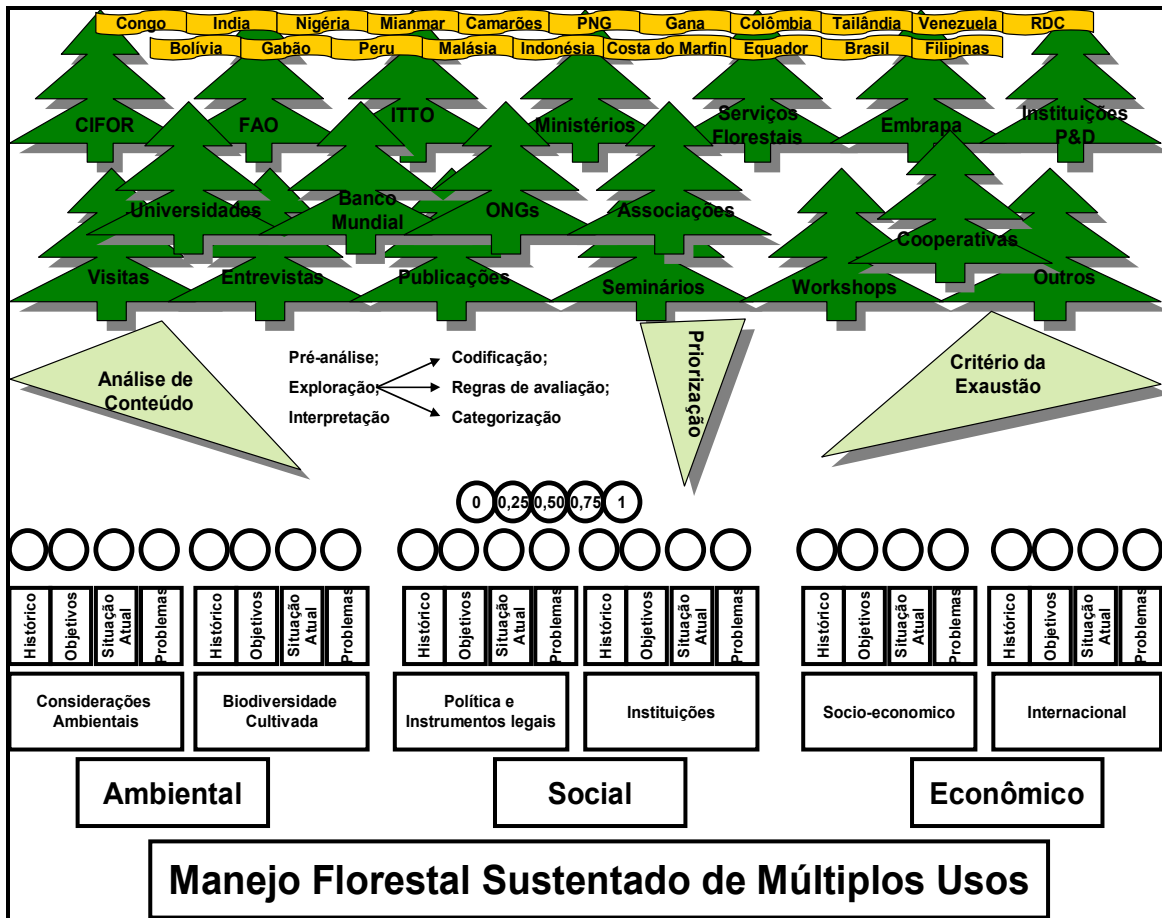 Congo India Nigéria Mianmar Camarões PNG Gana Colômbia Tailândia Venezuela RDC
Bolívia Gabão Peru Malásia Indonésia Costa do Marfin Equador Brasil Filipinas
CIFOR FAO ITTO Ministérios Serviços Florestais Embrapa Instituições P&D
Universidades Banco Mundial ONGs Associações Cooperativas
Visitas Entrevistas Publicações Seminários Workshops Outros
Análise de
Conteúdo
Pré-análise; Codificação;
Exploração; Regras de avaliação;
Interpretação Categorização
Priorização
Critério da
Exaustão
0 0,25 0,50 0,75 1
Histórico Objetivos Situação Atual Problemas Histórico Objetivos Situação Atual Problemas Histórico Objetivos Situação Atual Problemas Histórico Objetivos Situação Atual Problemas Histórico Objetivos Situação Atual Problemas Histórico Objetivos Situação Atual Problemas
Considerações
Ambientais
Biodiversidade
Cultivada
Política e
Instrumentos legais
Instituições
Socio-economico
Internacional
Ambiental Social Econômico
Manejo Florestal Sustentado de Múltiplos Usos